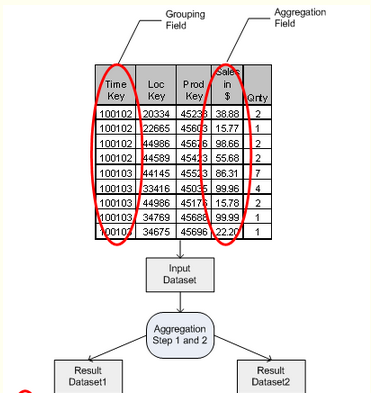 Grouping
Field
Aggregation
Field
Time Key Loc Key Prod Key Sales in $ Qnty
100102 20334 45238 38.88 2
100102 22665 45603 15.77 1
100102 44986 45676 98.66 2
100102 44589 45423 55.68 2
100103 44145 45523 86.31 7
100103 33416 45035 99.96 4
100103 44986 45176 15.78 2
100103 34769 45688 99.99 1
100103 34675 45696 22.20 1
Input
Dataset
Aggregation
Step 1 and 2
Result
Dataset1
Result
Dataset2